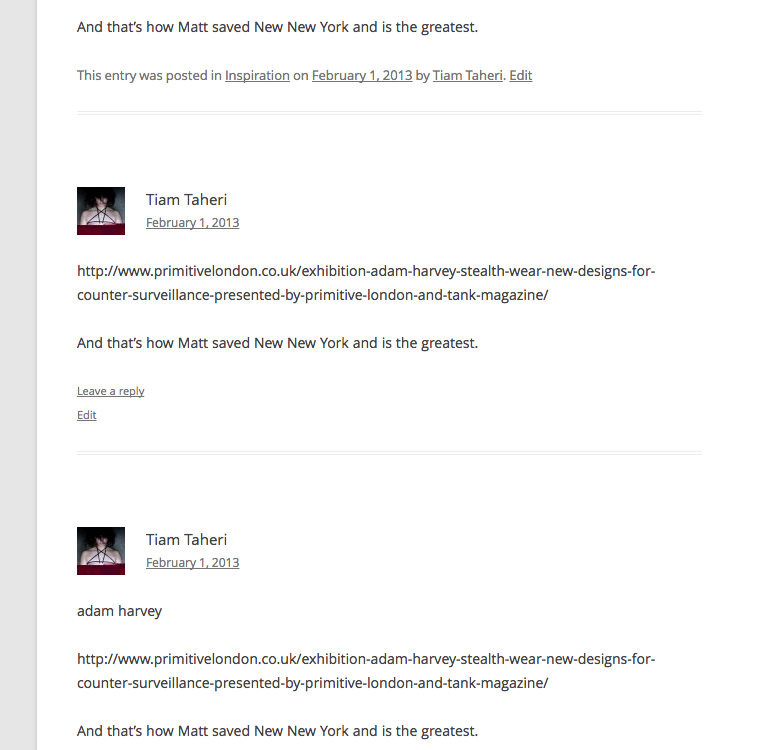 And that’s how Matt saved New New York and is the greatest.
This entry was posted in Inspiration on February 1, 2013 by Tiam Taheri. Edit
Tiam Taheri
February 1, 2013
http://www.primitivelondon.co.uk/exhibition-adam-harvey-stealth-wear-new-designs-for-
counter-surveillance-presented-by-primitive-london-and-tank-magazine/
And that’s how Matt saved New New York and is the greatest.
Leave a reply
Edit
Tiam Taheri
February 1, 2013
adam harvey
http://www.primitivelondon.co.uk/exhibition-adam-harvey-stealth-wear-new-designs-for-
counter-surveillance-presented-by-primitive-london-and-tank-magazine/
And that’s how Matt saved New New York and is the greatest.